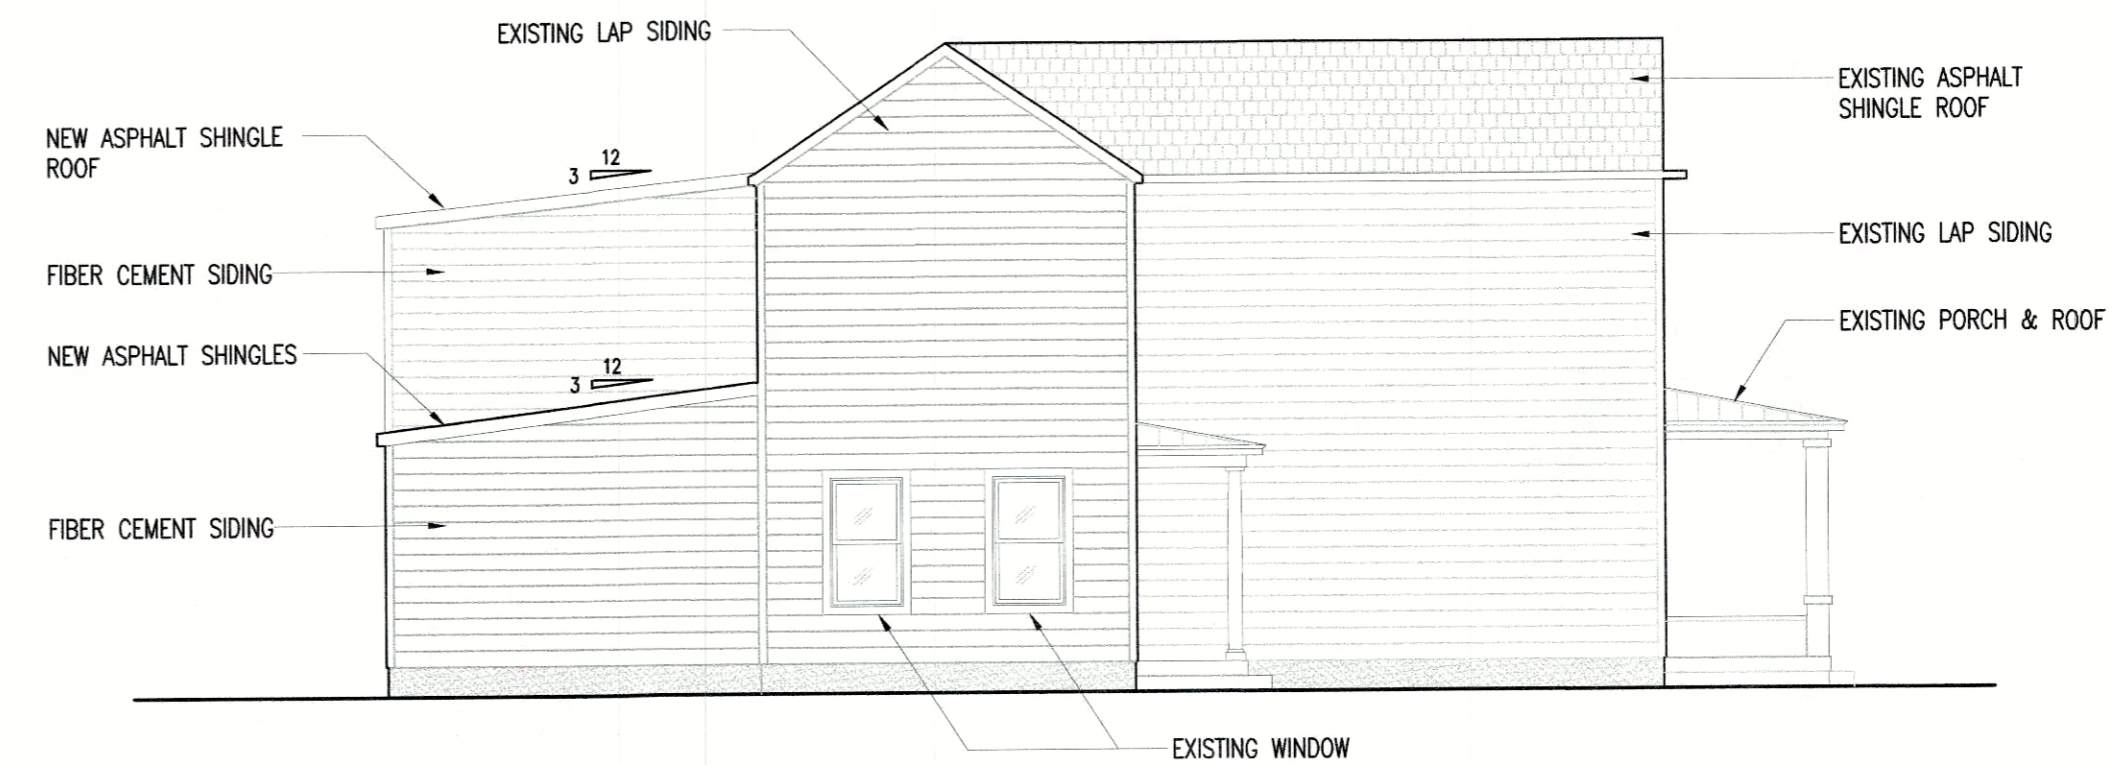 EXISTING LAP SIDING
EXISTING ASPHALT
SHINGLE ROOF
NEW ASPHALT SHINGLE
ROOF
12
3
EXISTING LAP SIDING
FIBER CEMENT SIDING
EXISTING PORCH & ROOF
NEW ASPHALT SHINGLES
12
3
FIBER CEMENT SIDING
EXISTING WINDOW